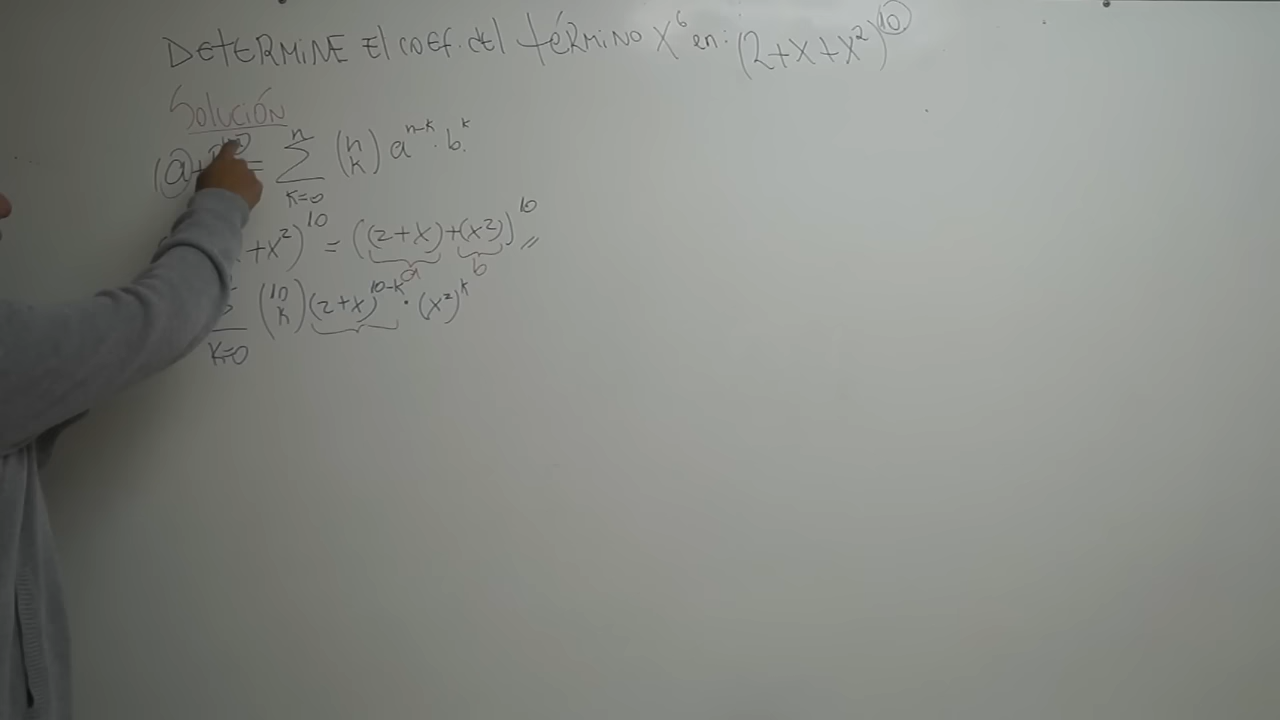 DETERMINE El coef. del término x⁶ en: (2+x+x²)¹⁰
Solución
(a+ = ∑ₖ₌₀ⁿ (n k) aⁿ⁻ᵏ · bᵏ
+x²)¹⁰ = ((2+x)+(x²))¹⁰ =
a b
ₖ₌₀ (10 k) (2+x)¹⁰⁻ᵏ · (x²)ᵏ